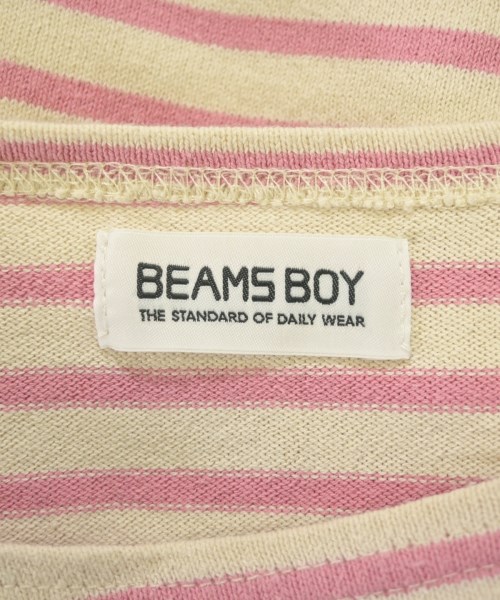 BEAMS BOY
THE STANDARD OF DAILY WEAR